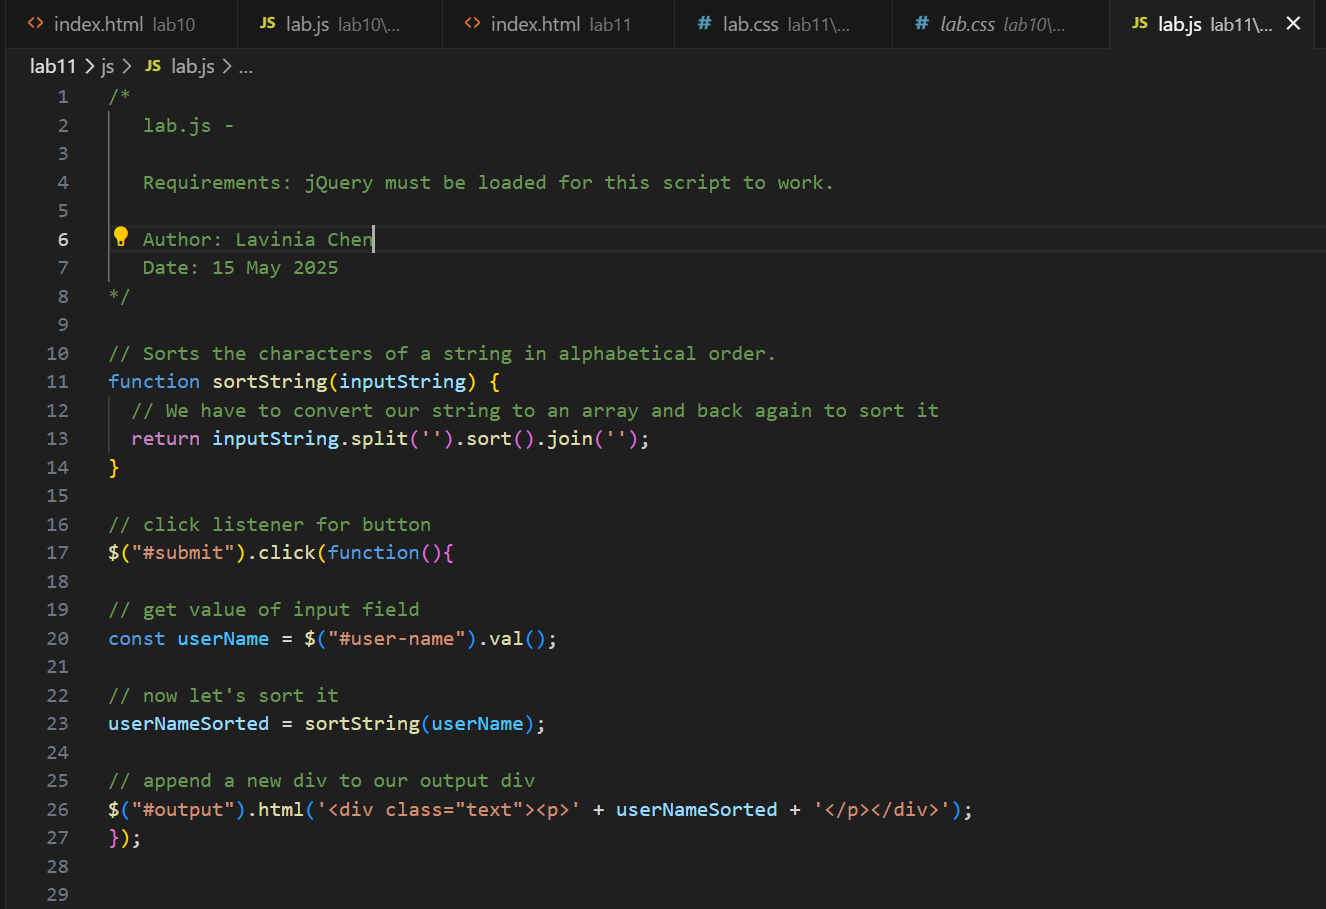 <> index.html lab10 JS lab.js lab10\... <> index.html lab11 # lab.css lab11\... # lab.css lab10\... JS lab.js lab11\... ×
lab11 > js > JS lab.js > ...
1 /*
2 lab.js -
3
4 Requirements: jQuery must be loaded for this script to work.
5
6 Author: Lavinia Chen
7 Date: 15 May 2025
8 */
9
10 // Sorts the characters of a string in alphabetical order.
11 function sortString(inputString) {
12 // We have to convert our string to an array and back again to sort it
13 return inputString.split('').sort().join('');
14 }
15
16 // click listener for button
17 $("#submit").click(function(){
18
19 // get value of input field
20 const userName = $("#user-name").val();
21
22 // now let's sort it
23 userNameSorted = sortString(userName);
24
25 // append a new div to our output div
26 $("#output").html('<div class="text"><p>' + userNameSorted + '</p></div>');
27 });
28
29